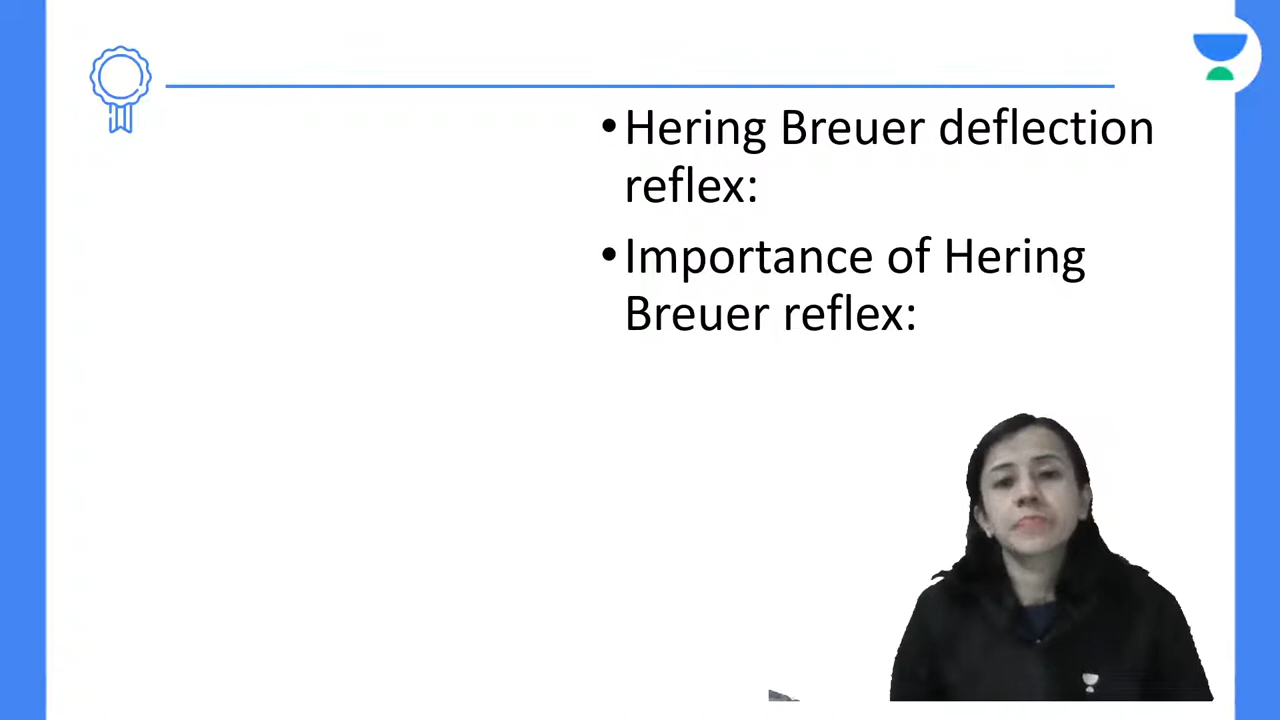 •Hering Breuer deflection
reflex:
•Importance of Hering
Breuer reflex: